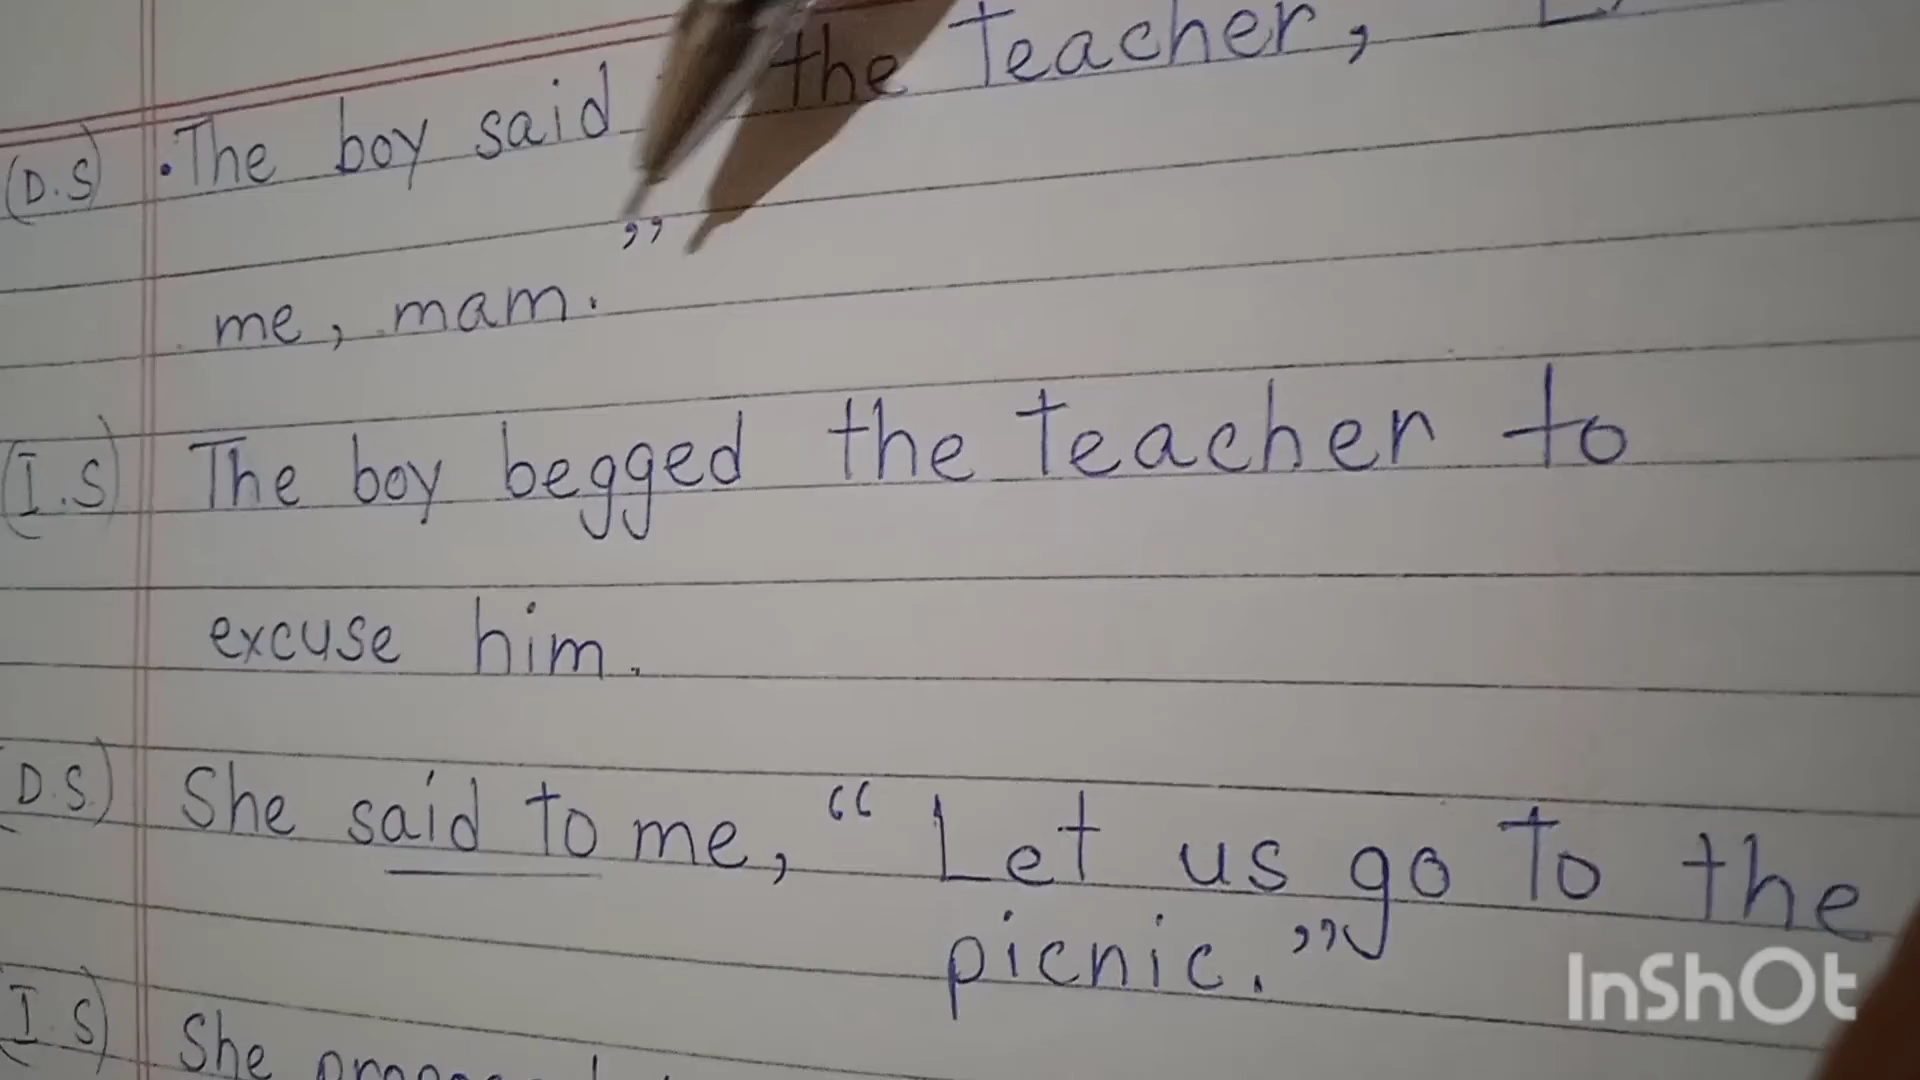 (D.S) .The boy said the Teacher,
me, mam.”
(I.S) The boy begged the Teacher to
excuse him.
(D.S.) She said to me, “Let us go To the
picnic.”
InShOt
(I.S) She